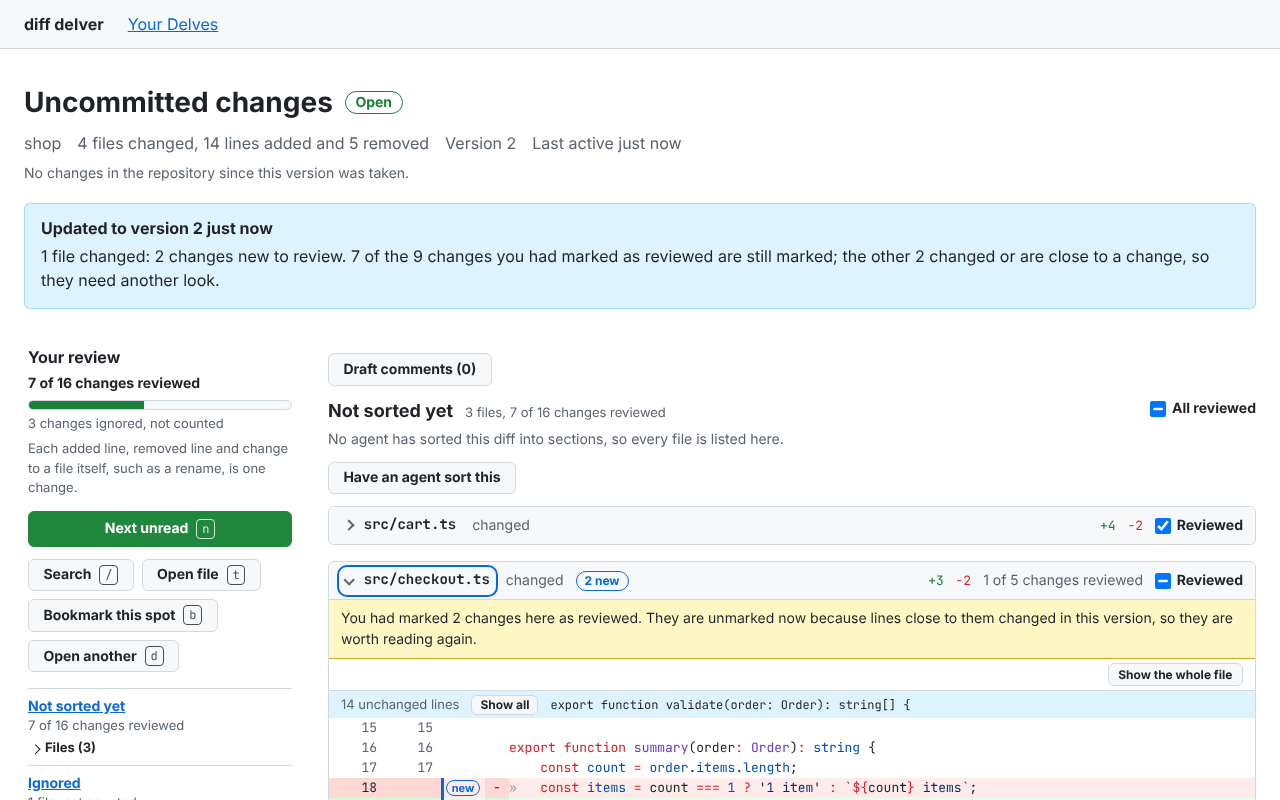 diff delver Your Delves
Uncommitted changes Open
shop 4 files changed, 14 lines added and 5 removed Version 2 Last active just now
No changes in the repository since this version was taken.
Updated to version 2 just now
1 file changed: 2 changes new to review. 7 of the 9 changes you had marked as reviewed are still marked; the other 2 changed or are close to a change, so
they need another look.
Your review
7 of 16 changes reviewed
3 changes ignored, not counted
Each added line, removed line and change
to a file itself, such as a rename, is one
change.
Next unread n
Search / Open file t
Bookmark this spot b
Open another d
Not sorted yet
7 of 16 changes reviewed
Files (3)
Ignored
Draft comments (0)
Not sorted yet 3 files, 7 of 16 changes reviewed All reviewed
No agent has sorted this diff into sections, so every file is listed here.
Have an agent sort this
src/cart.ts changed +4 -2 Reviewed
src/checkout.ts changed 2 new +3 -2 1 of 5 changes reviewed Reviewed
You had marked 2 changes here as reviewed. They are unmarked now because lines close to them changed in this version, so they are
worth reading again.
Show the whole file
14 unchanged lines Show all export function validate(order: Order): string[] {
15 15
16 16 export function summary(order: Order): string {
17 17 const count = order.items.length;
18 new - » const items = count === 1 ? '1 item' : `${count} items`;